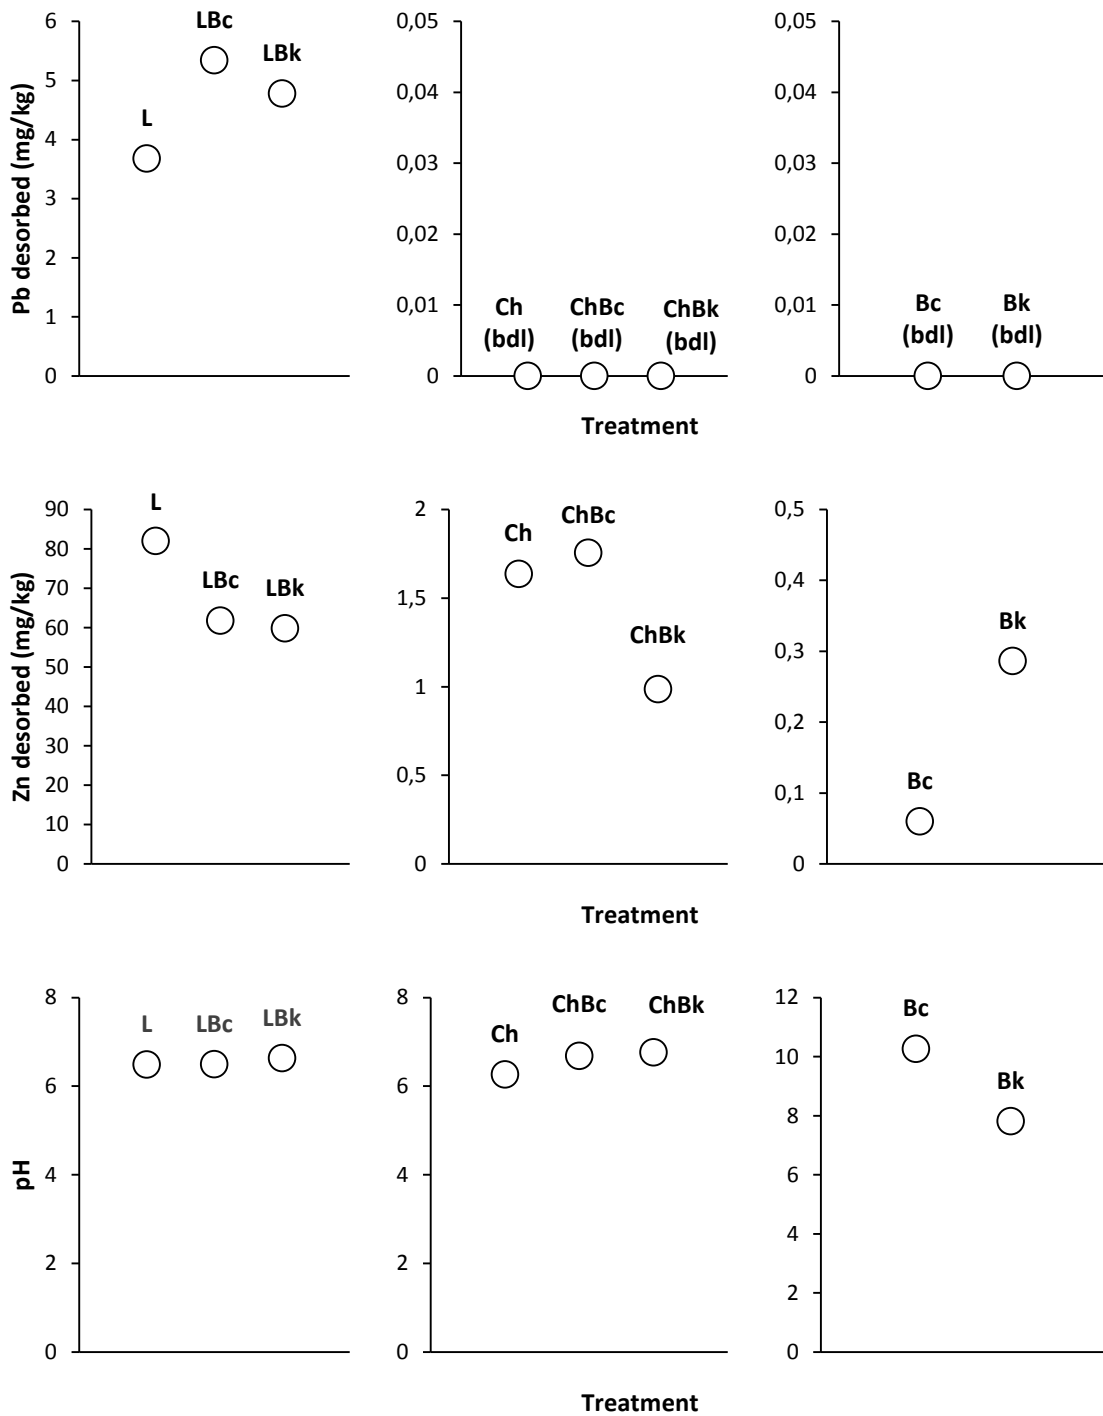 Pb desorbed (mg/kg)
6
5
4
3
2
1
0
L
LBc
LBk
0,05
0,04
0,03
0,02
0,01
0
Ch
(bdl)
ChBc
(bdl)
ChBk
(bdl)
0,05
0,04
0,03
0,02
0,01
0
Bc
(bdl)
Bk
(bdl)
Treatment
Zn desorbed (mg/kg)
90
80
70
60
50
40
30
20
10
0
L
LBc
LBk
2
1,5
1
0,5
0
Ch
ChBc
ChBk
0,5
0,4
0,3
0,2
0,1
0
Bc
Bk
Treatment
pH
8
6
4
2
0
L
LBc
LBk
8
6
4
2
0
Ch
ChBc
ChBk
12
10
8
6
4
2
0
Bc
Bk
Treatment